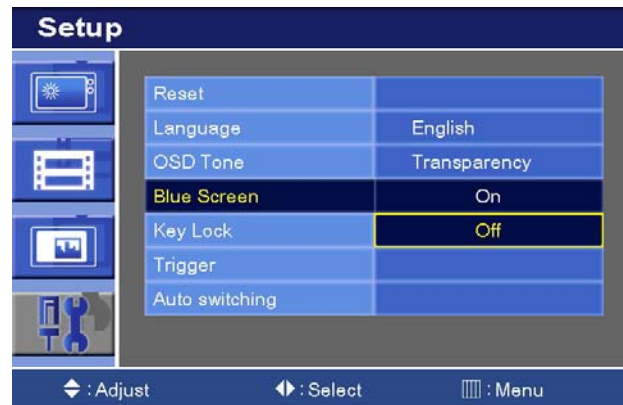 Setup
Reset
Language English
OSD Tone Transparency
Blue Screen On
Key Lock Off
Trigger
Auto switching
: Adjust : Select : Menu